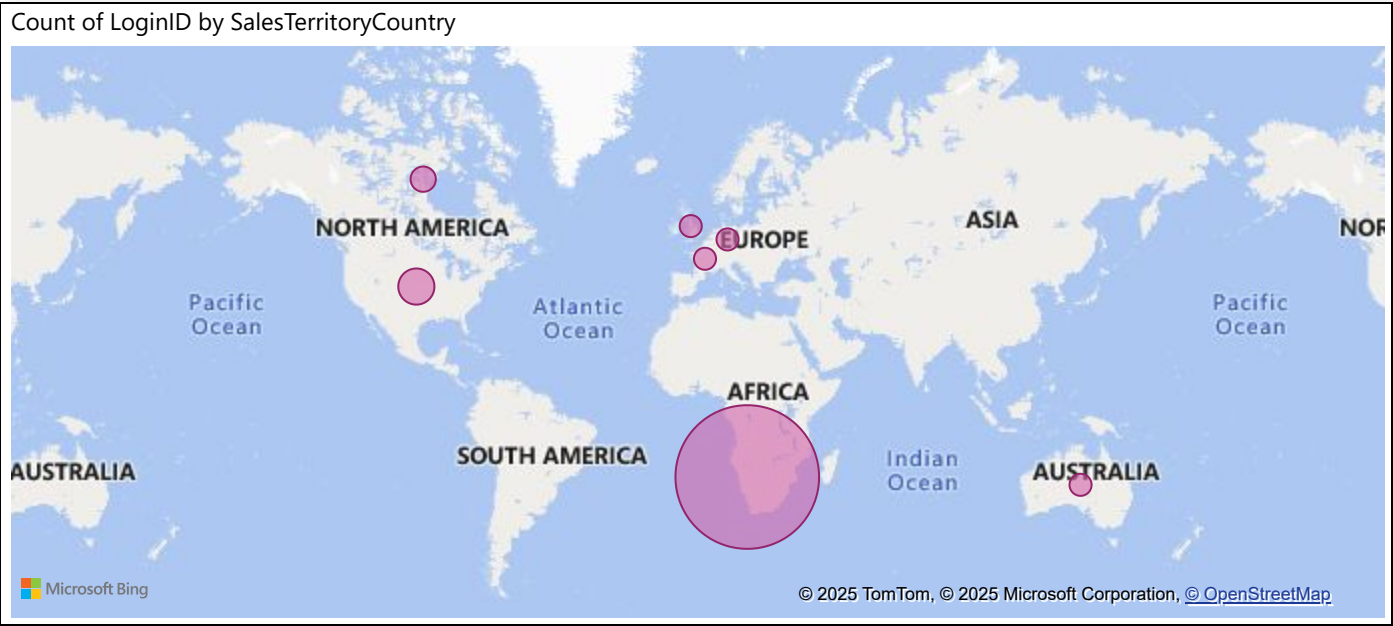 Count of LoginID by SalesTerritoryCountry
NORTH AMERICA
EUROPE
ASIA
NOR
Pacific
Ocean
Atlantic
Ocean
Pacific
Ocean
AFRICA
SOUTH AMERICA
Indian
Ocean
AUSTRALIA
AUSTRALIA
Microsoft Bing
© 2025 TomTom, © 2025 Microsoft Corporation, © OpenStreetMap